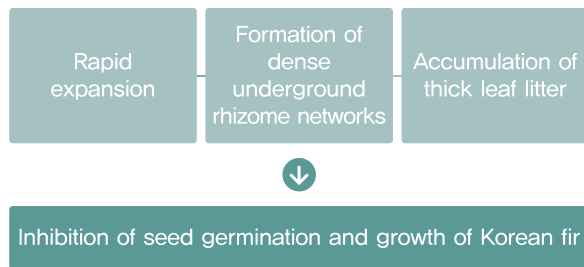 Rapid
expansion
Formation of
dense
underground
rhizome networks
Accumulation of
thick leaf litter
Inhibition of seed germination and growth of Korean fir